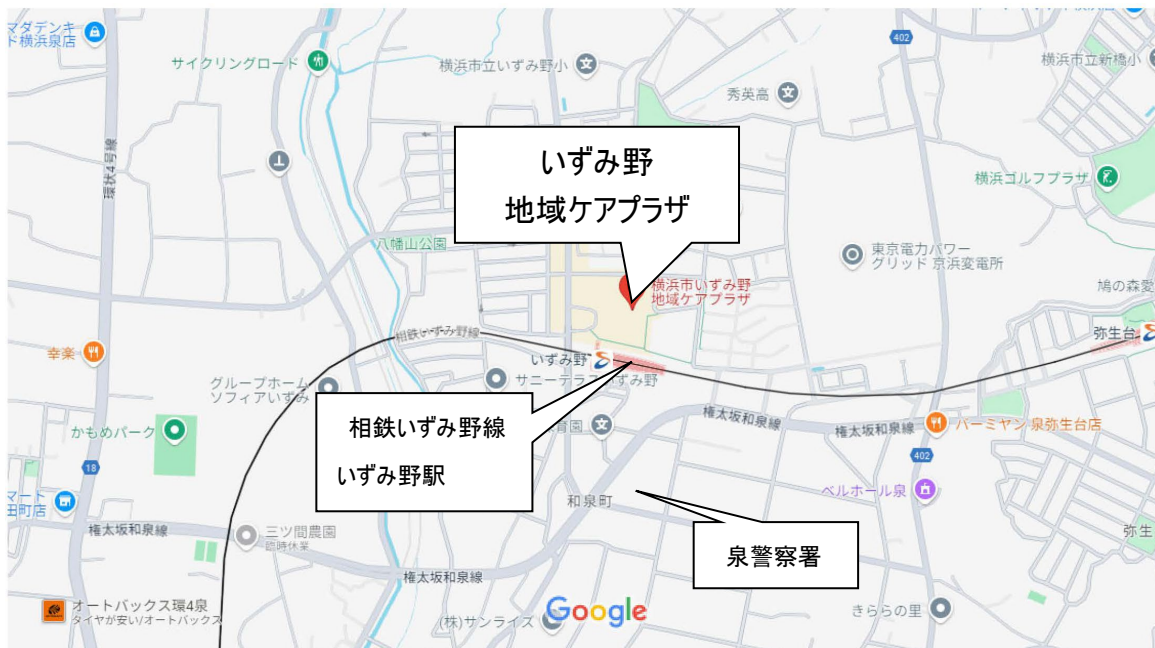 マダデンキ
ド横浜泉店
サイクリングロード
横浜市立いずみ野小
402
横浜市立新橋小
秀英高
環状4号線
いずみ野
地域ケアプラザ
横浜ゴルフプラザ
八幡山公園
東京電力パワー
グリッド 京浜変電所
横浜市いずみ野
地域ケアプラザ
鳩の森愛
相鉄いずみ野線
弥生台
幸楽
いずみ野
サニーテラスいずみ野
グループホーム
ソフィアいずみ
相鉄いずみ野線
いずみ野駅
権太坂和泉線
権太坂和泉線
バーミヤン 泉弥生台店
かもめパーク
育園
402
18
ベルホール泉
マート
田町店
和泉町
権太坂和泉線
三ツ間農園
臨時休業
泉警察署
弥生
権太坂和泉線
オートバックス環4泉
タイヤが安い/オートバックス
(株)サンライズ
Google
きららの里